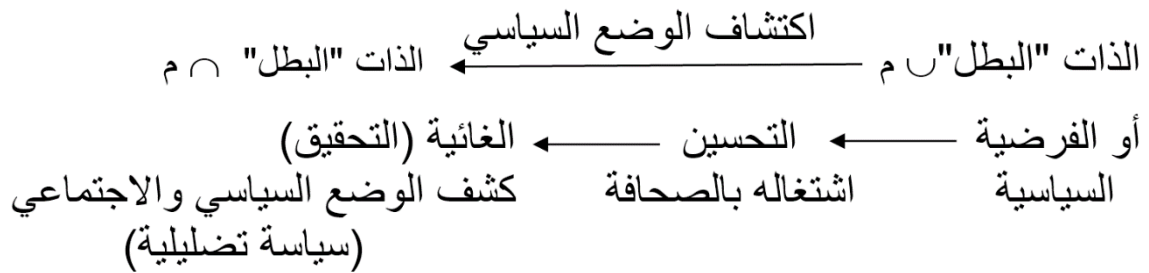 اكتشاف الوضع السياسي
الذات "البطل"∪ م ← الذات "البطل" ∩ م
أو الفرضية ← التحسين ← الغائية (التحقيق)
السياسية اشتغاله بالصحافة كشف الوضع السياسي والاجتماعي
(سياسة تضليلية)